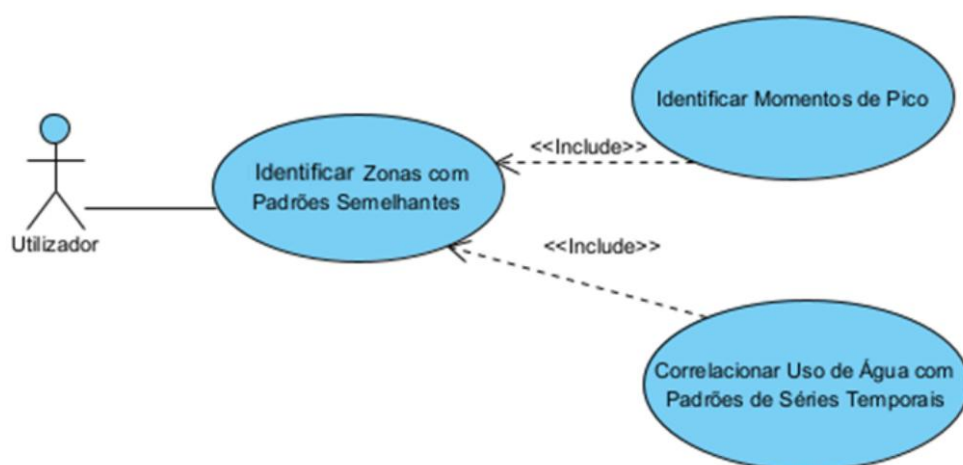 Identificar Momentos de Pico
<<Include>>
Identificar Zonas com
Padrões Semelhantes
Utilizador
<<Include>>
Correlacionar Uso de Água com
Padrões de Séries Temporais